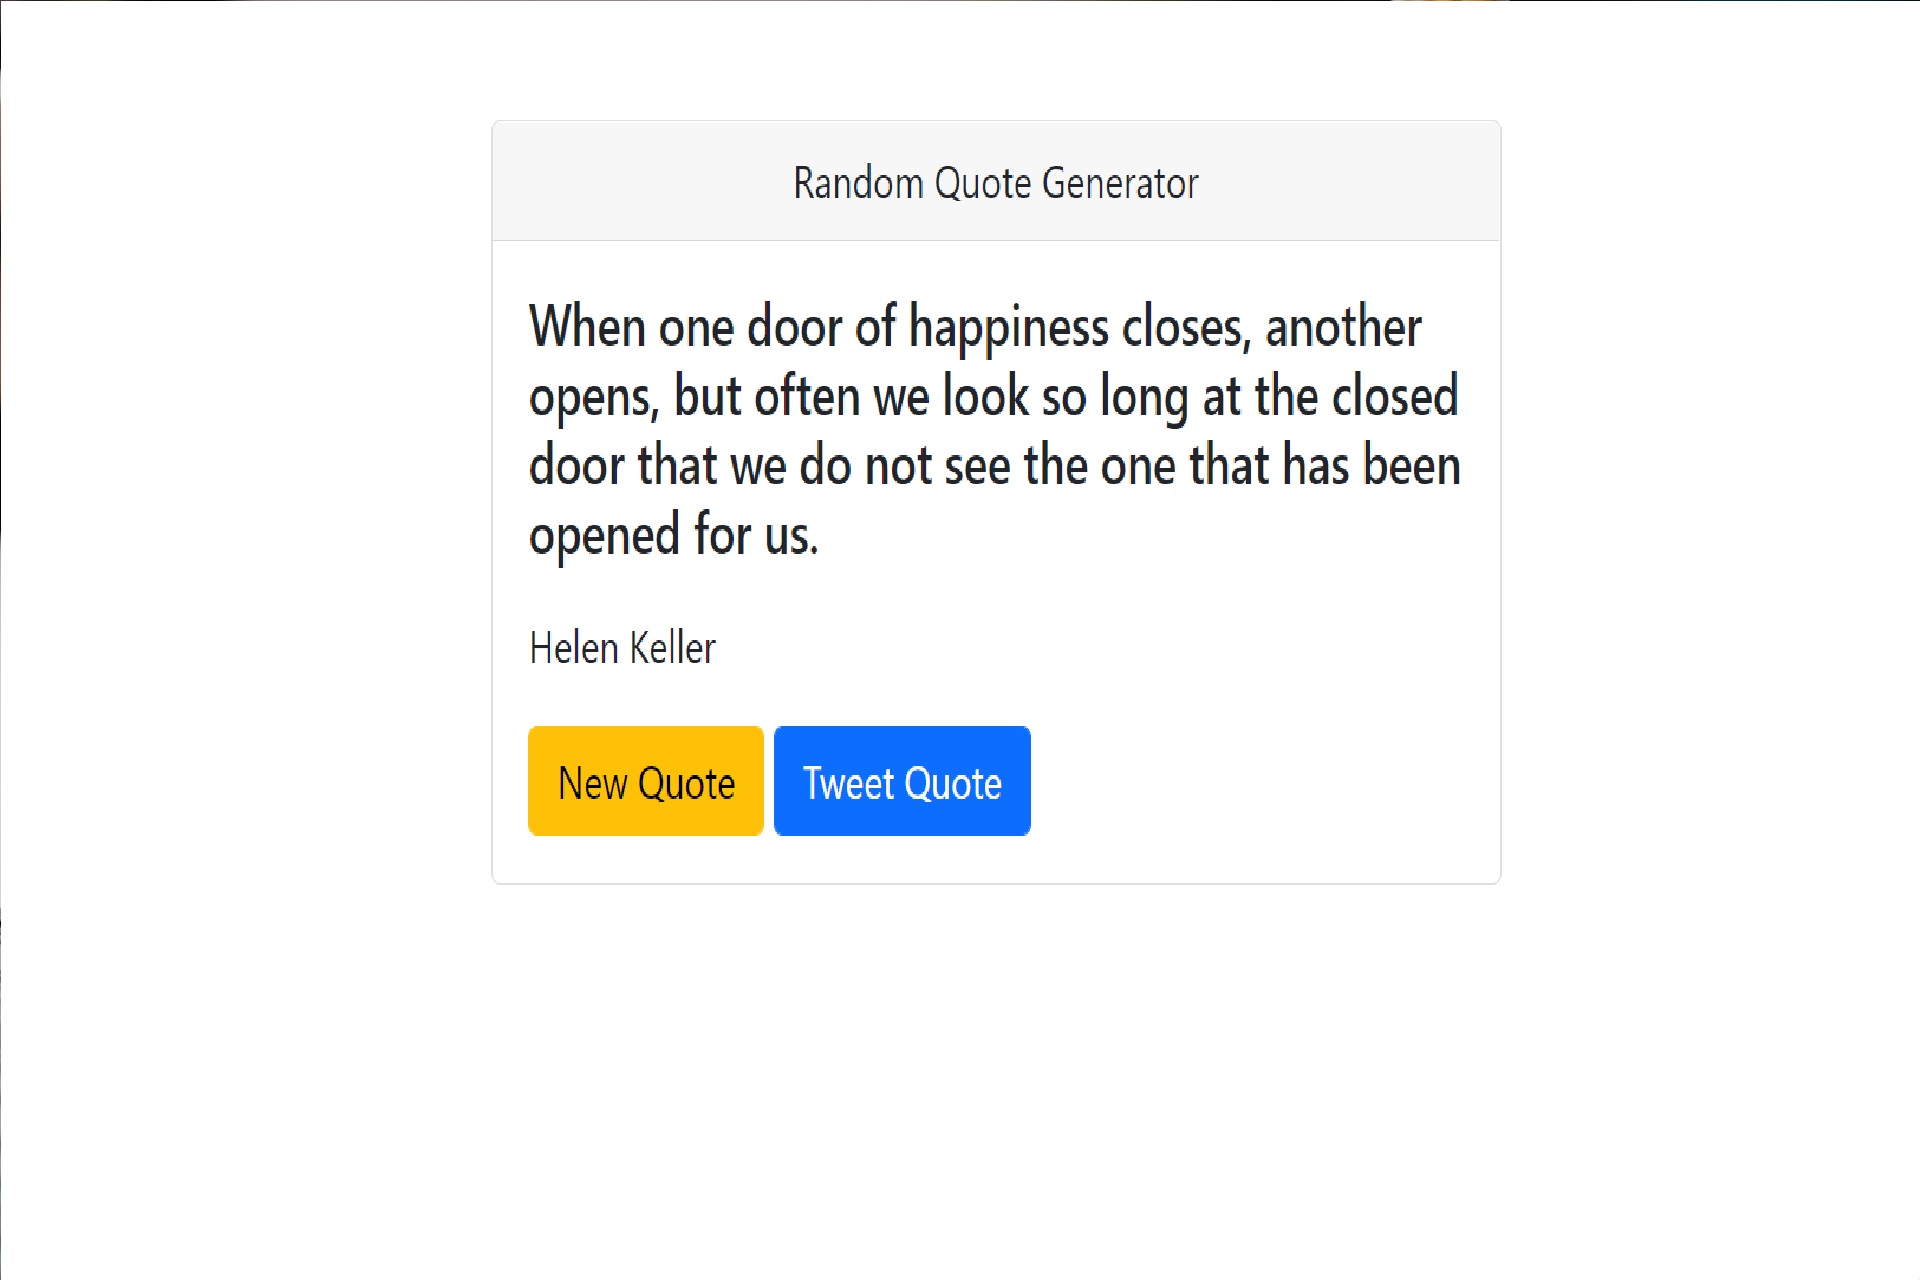 Random Quote Generator
When one door of happiness closes, another
opens, but often we look so long at the closed
door that we do not see the one that has been
opened for us.
Helen Keller
New Quote Tweet Quote